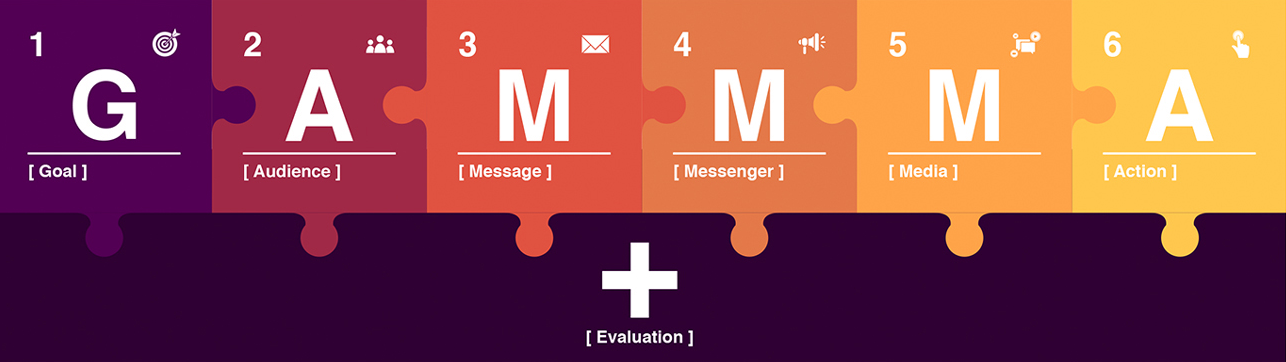 1
G
[ Goal ]
2
A
[ Audience ]
3
M
[ Message ]
4
M
[ Messenger ]
5
M
[ Media ]
6
A
[ Action ]
+
[ Evaluation ]